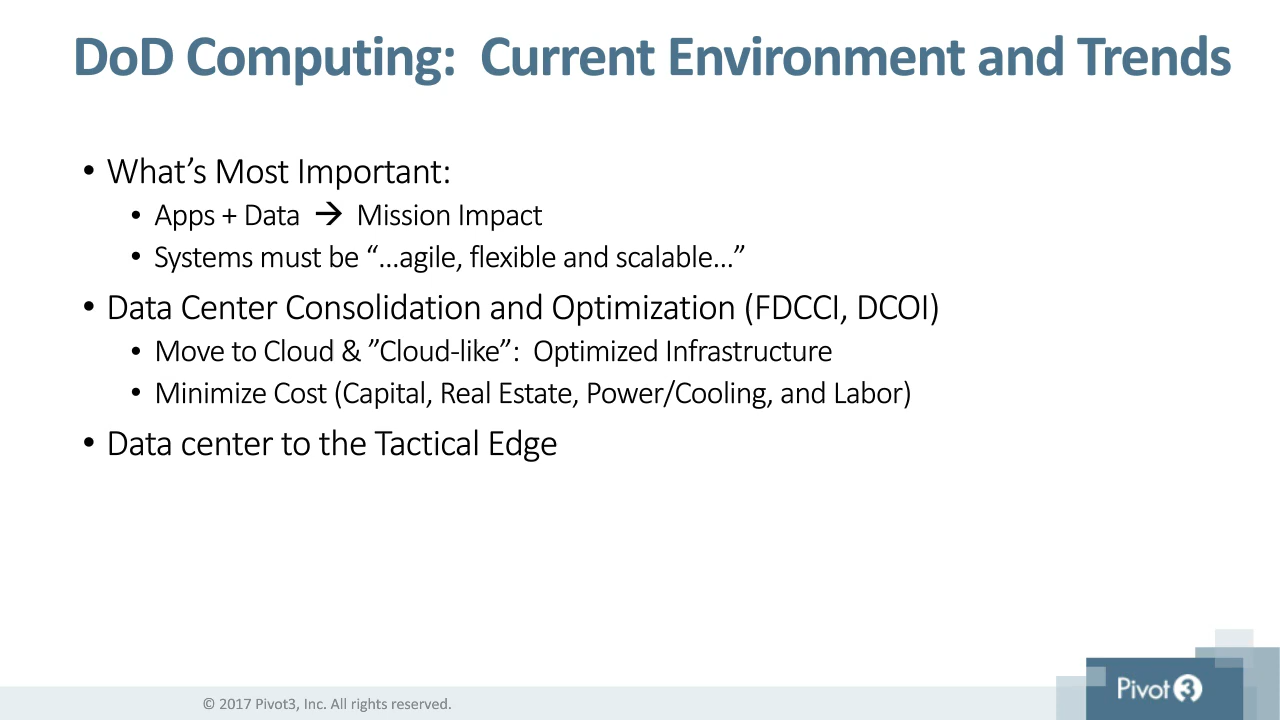 DoD Computing:  Current Environment and Trends
• What’s Most Important:
• Apps + Data → Mission Impact
• Systems must be “…agile, flexible and scalable…”
• Data Center Consolidation and Optimization (FDCCI, DCOI)
• Move to Cloud & ”Cloud-like”:  Optimized Infrastructure
• Minimize Cost (Capital, Real Estate, Power/Cooling, and Labor)
• Data center to the Tactical Edge
© 2017 Pivot3, Inc. All rights reserved.
Pivot3